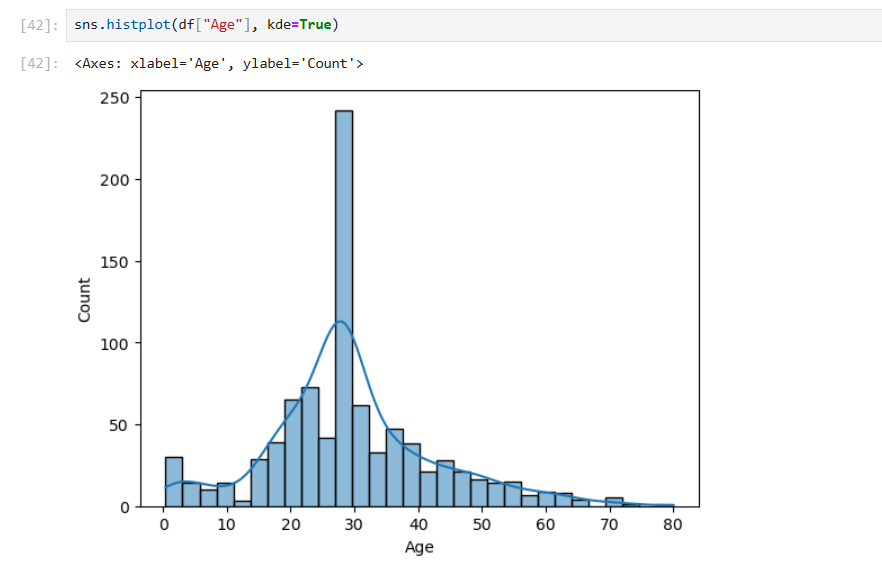 [42]: sns.histplot(df["Age"], kde=True)
[42]: <Axes: xlabel='Age', ylabel='Count'>
250
200
150
100
50
0
Count
0 10 20 30 40 50 60 70 80
Age